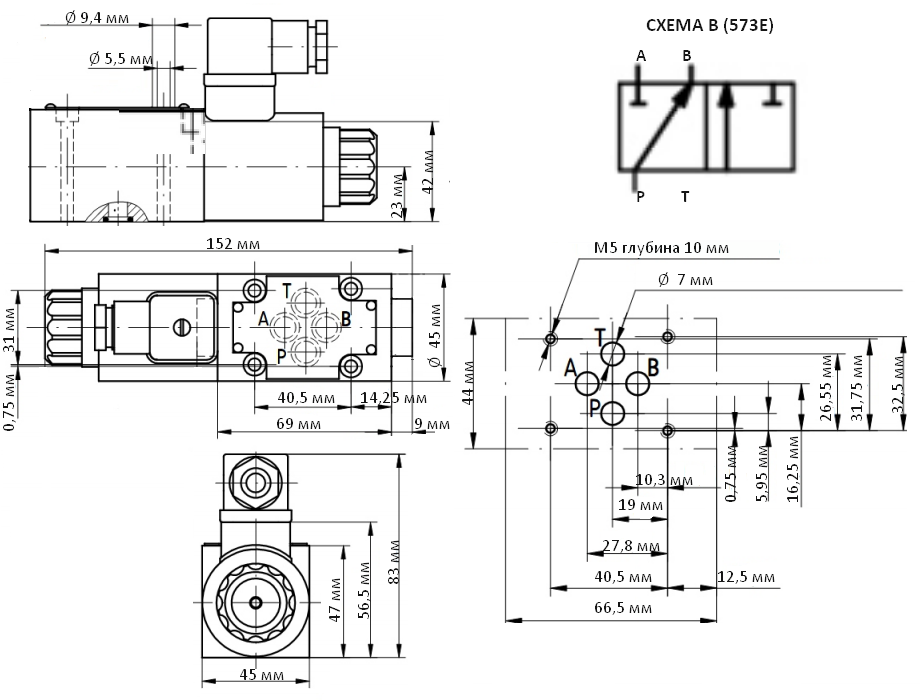 Ø 9,4 мм
Ø 5,5 мм
42 мм
23 мм
СХЕМА В (573Е)
A B
P T
152 мм
T
A B
P
31 мм
0,75 мм
Ø 45 мм
40,5 мм 14,25 мм
69 мм 9 мм
M5 глубина 10 мм
Ø 7 мм
T
A B
P
44 мм
26,55 мм
31,75 мм
32,5 мм
0,75 мм
5,95 мм
16,25 мм
10,3 мм
19 мм
27,8 мм
40,5 мм 12,5 мм
66,5 мм
47 мм
56,5 мм
83 мм
45 мм